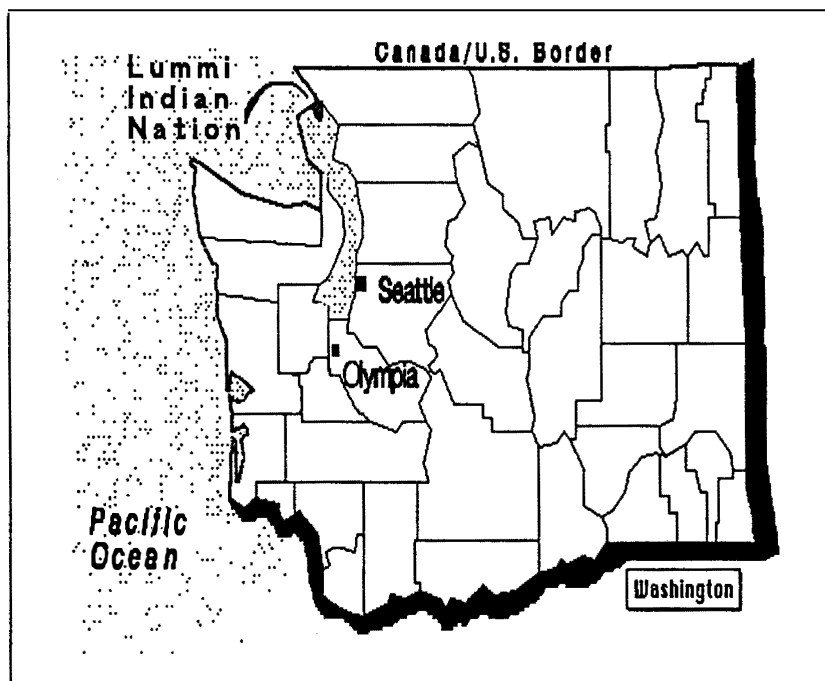 Canada/U.S. Border
Lummi
Indian
Nation
Seattle
Olympia
Pacific
Ocean
Washington